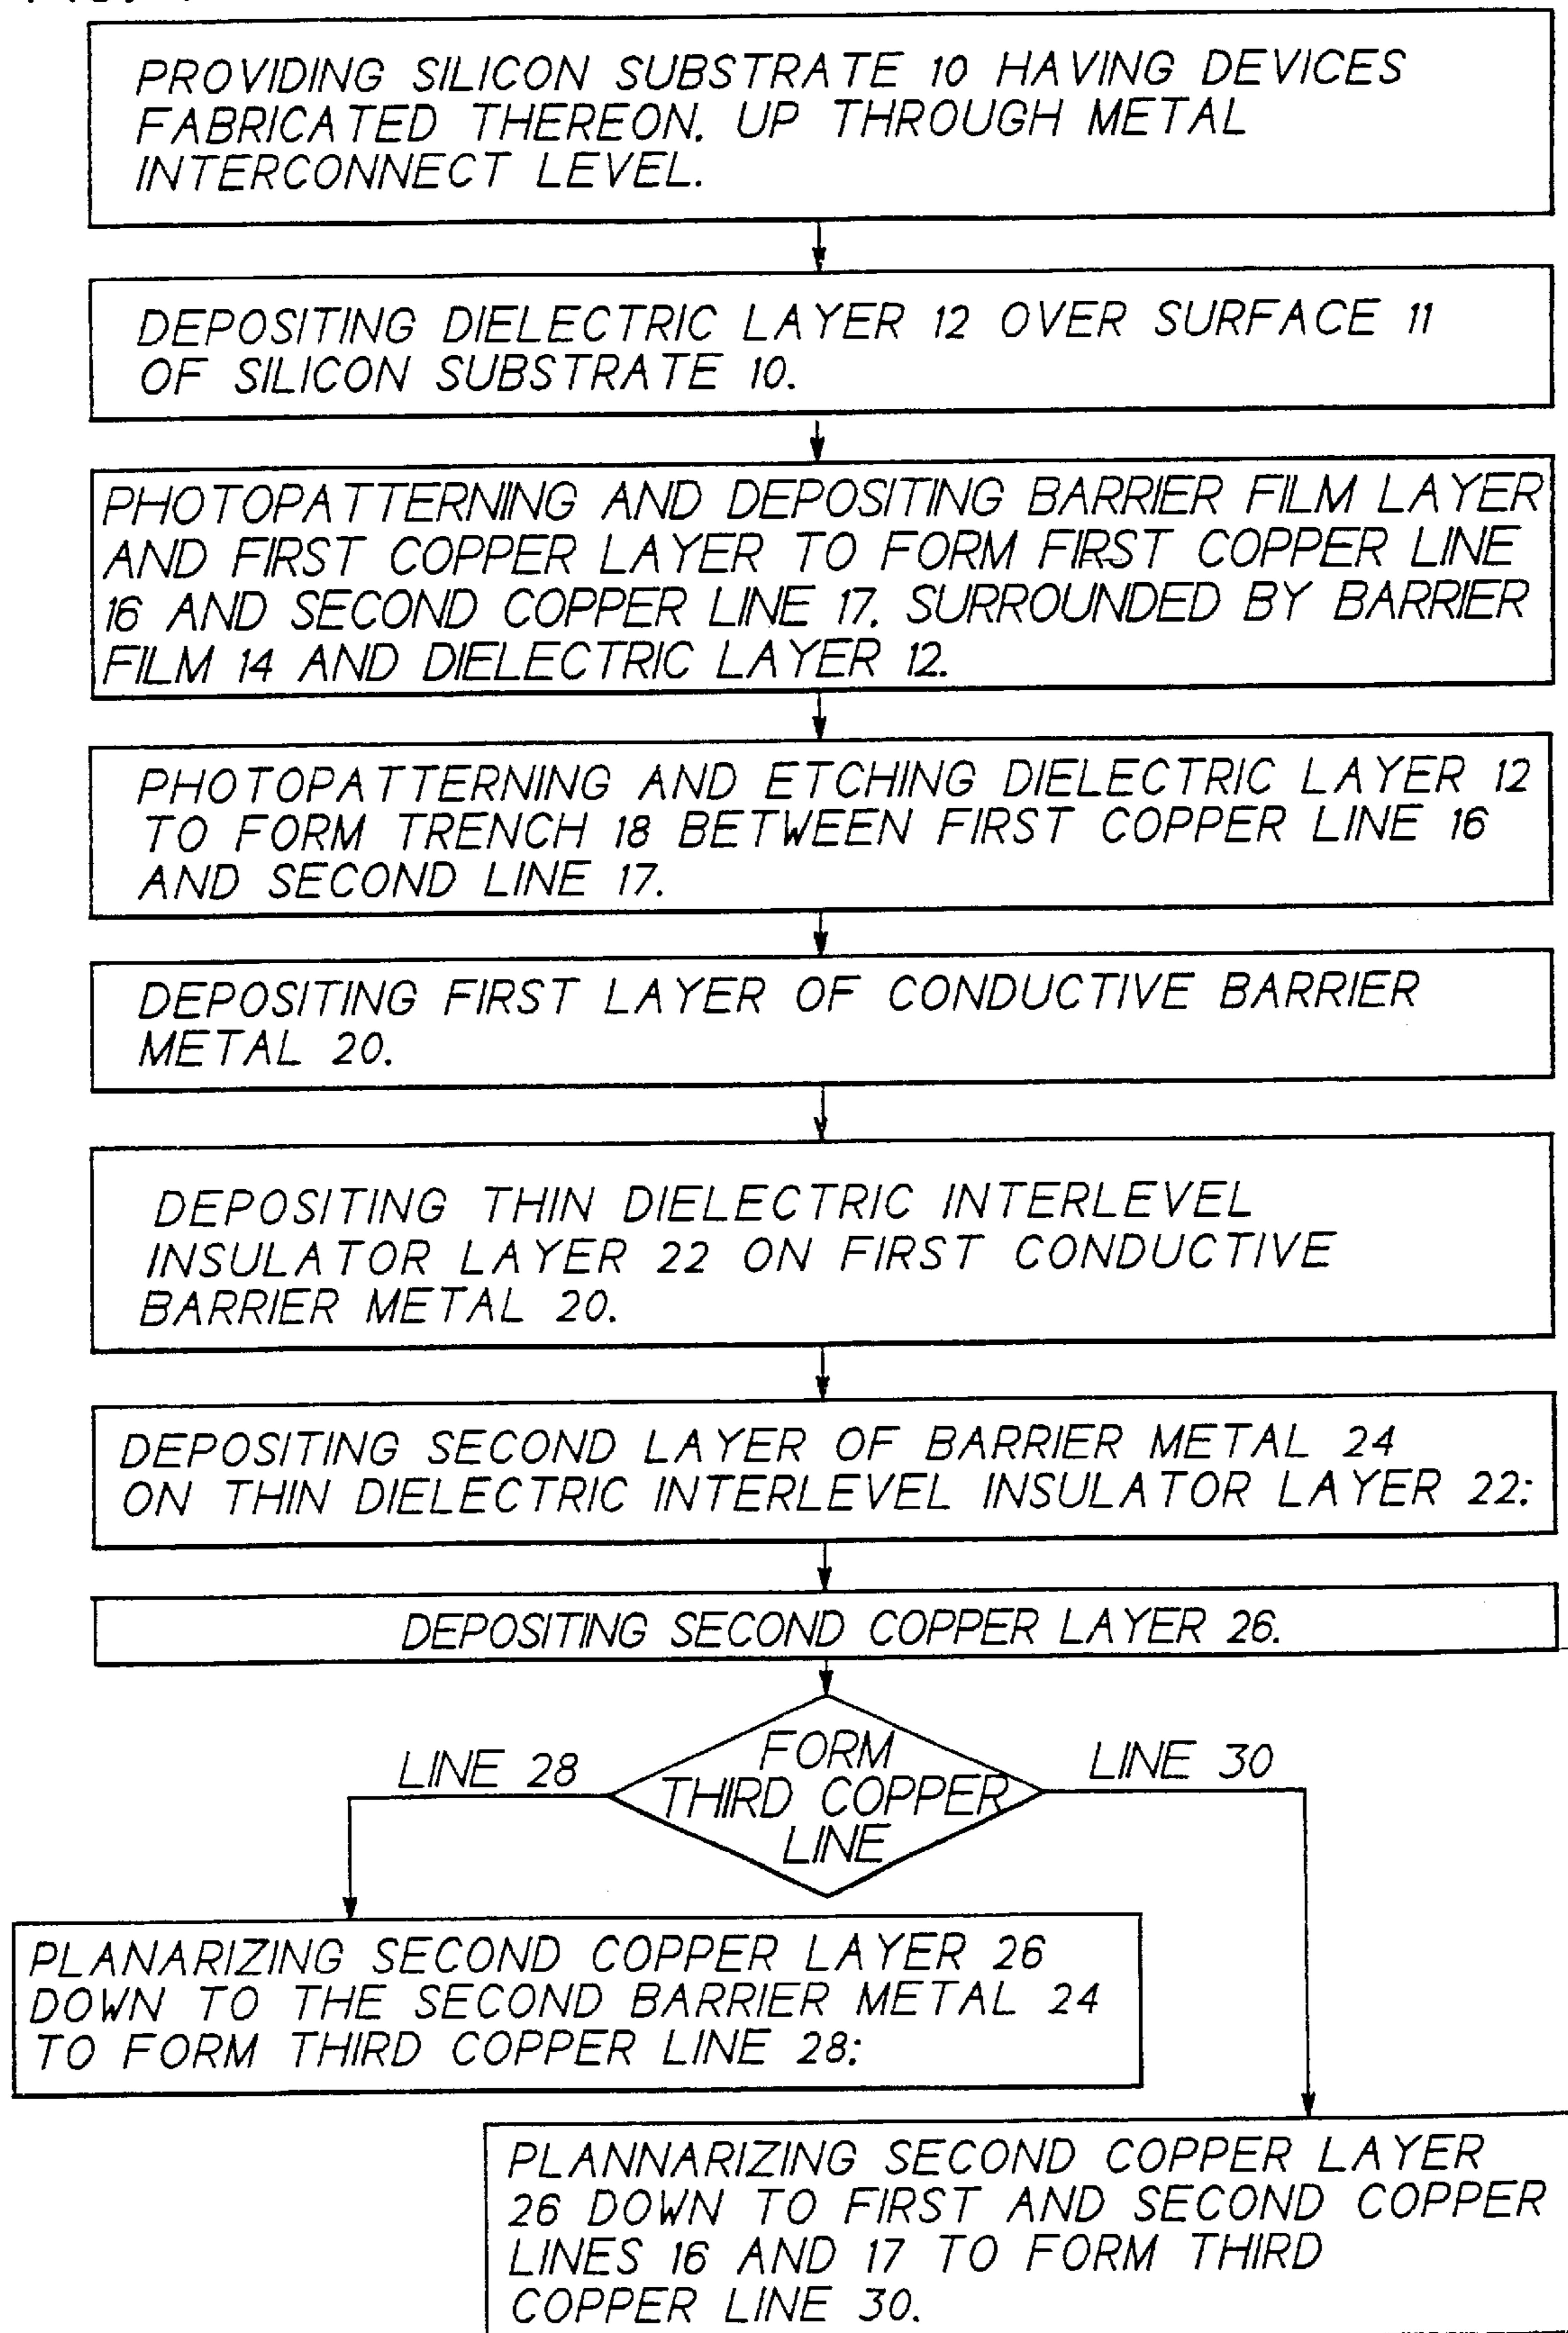 PROVIDING SILICON SUBSTRATE 10 HAVING DEVICES
FABRICATED THEREON. UP THROUGH METAL
INTERCONNECT LEVEL.
DEPOSITING DIELECTRIC LAYER 12 OVER SURFACE 11
OF SILICON SUBSTRATE 10.
PHOTOPATTERNING AND DEPOSITING BARRIER FILM LAYER
AND FIRST COPPER LAYER TO FORM FIRST COPPER LINE
16 AND SECOND COPPER LINE 17. SURROUNDED BY BARRIER
FILM 14 AND DIELECTRIC LAYER 12.
PHOTOPATTERNING AND ETCHING DIELECTRIC LAYER 12
TO FORM TRENCH 18 BETWEEN FIRST COPPER LINE 16
AND SECOND LINE 17.
DEPOSITING FIRST LAYER OF CONDUCTIVE BARRIER
METAL 20.
DEPOSITING THIN DIELECTRIC INTERLEVEL
INSULATOR LAYER 22 ON FIRST CONDUCTIVE
BARRIER METAL 20.
DEPOSITING SECOND LAYER OF BARRIER METAL 24
ON THIN DIELECTRIC INTERLEVEL INSULATOR LAYER 22:
DEPOSITING SECOND COPPER LAYER 26.
FORM
THIRD COPPER
LINE
LINE 28
LINE 30
PLANARIZING SECOND COPPER LAYER 26
DOWN TO THE SECOND BARRIER METAL 24
TO FORM THIRD COPPER LINE 28:
PLANNARIZING SECOND COPPER LAYER
26 DOWN TO FIRST AND SECOND COPPER
LINES 16 AND 17 TO FORM THIRD
COPPER LINE 30.